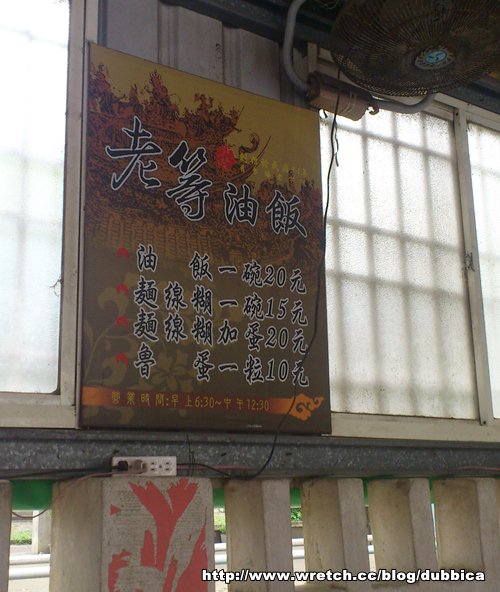 老等油飯
油飯一碗20元
麵線糊一碗15元
麵線糊加蛋20元
魯蛋一粒10元
營業時間:早上6:30~中午12:30
http://www.wretch.cc/blog/dubbica